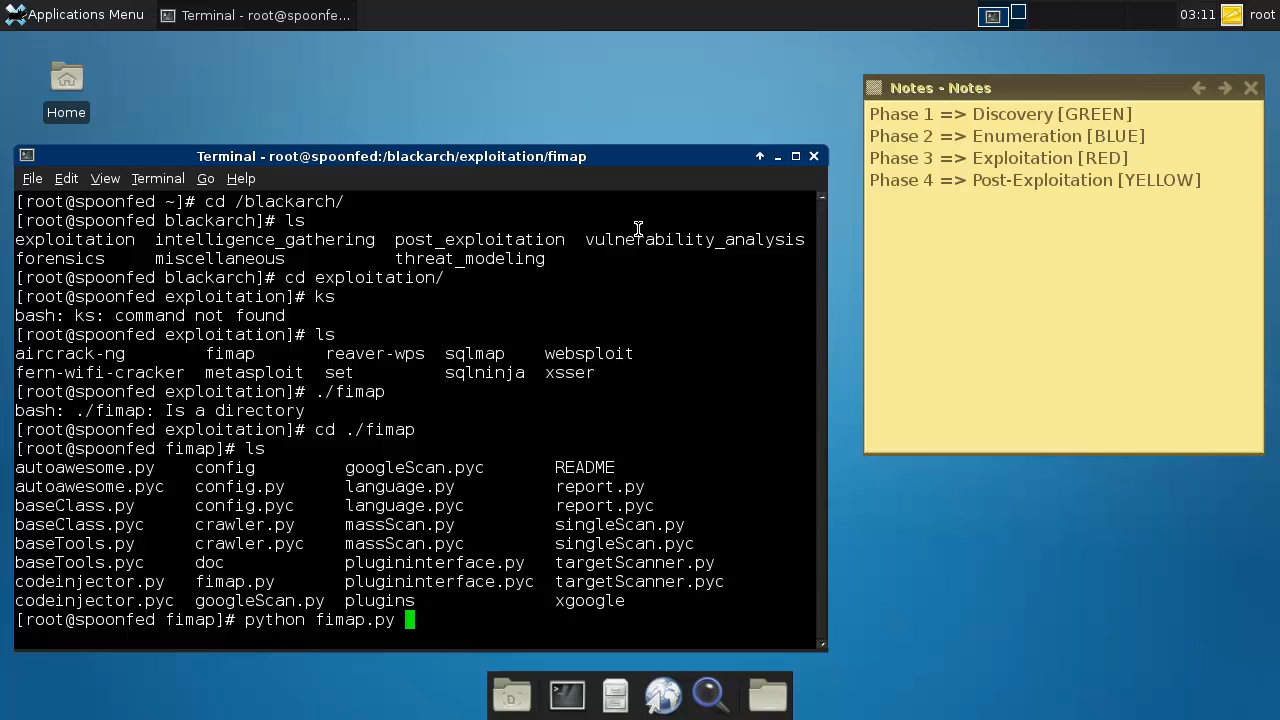 Applications Menu
Terminal - root@spoonfe...
03:11
root
Home
Terminal - root@spoonfed:/blackarch/exploitation/fimap
File Edit View Terminal Go Help
[root@spoonfed ~]# cd /blackarch/
[root@spoonfed blackarch]# ls
exploitation  intelligence_gathering  post_exploitation  vulnerability_analysis
forensics     miscellaneous           threat_modeling
[root@spoonfed blackarch]# cd exploitation/
[root@spoonfed exploitation]# ks
bash: ks: command not found
[root@spoonfed exploitation]# ls
aircrack-ng        fimap       reaver-wps  sqlmap    websploit
fern-wifi-cracker  metasploit  set         sqlninja  xsser
[root@spoonfed exploitation]# ./fimap
bash: ./fimap: Is a directory
[root@spoonfed exploitation]# cd ./fimap
[root@spoonfed fimap]# ls
autoawesome.py    config         googleScan.pyc       README
autoawesome.pyc   config.py      language.py          report.py
baseClass.py      config.pyc     language.pyc         report.pyc
baseClass.pyc     crawler.py     massScan.py          singleScan.py
baseTools.py      crawler.pyc    massScan.pyc         singleScan.pyc
baseTools.pyc     doc            plugininterface.py   targetScanner.py
codeinjector.py   fimap.py       plugininterface.pyc  targetScanner.pyc
codeinjector.pyc  googleScan.py  plugins              xgoogle
[root@spoonfed fimap]# python fimap.py
Notes - Notes
Phase 1 => Discovery [GREEN]
Phase 2 => Enumeration [BLUE]
Phase 3 => Exploitation [RED]
Phase 4 => Post-Exploitation [YELLOW]